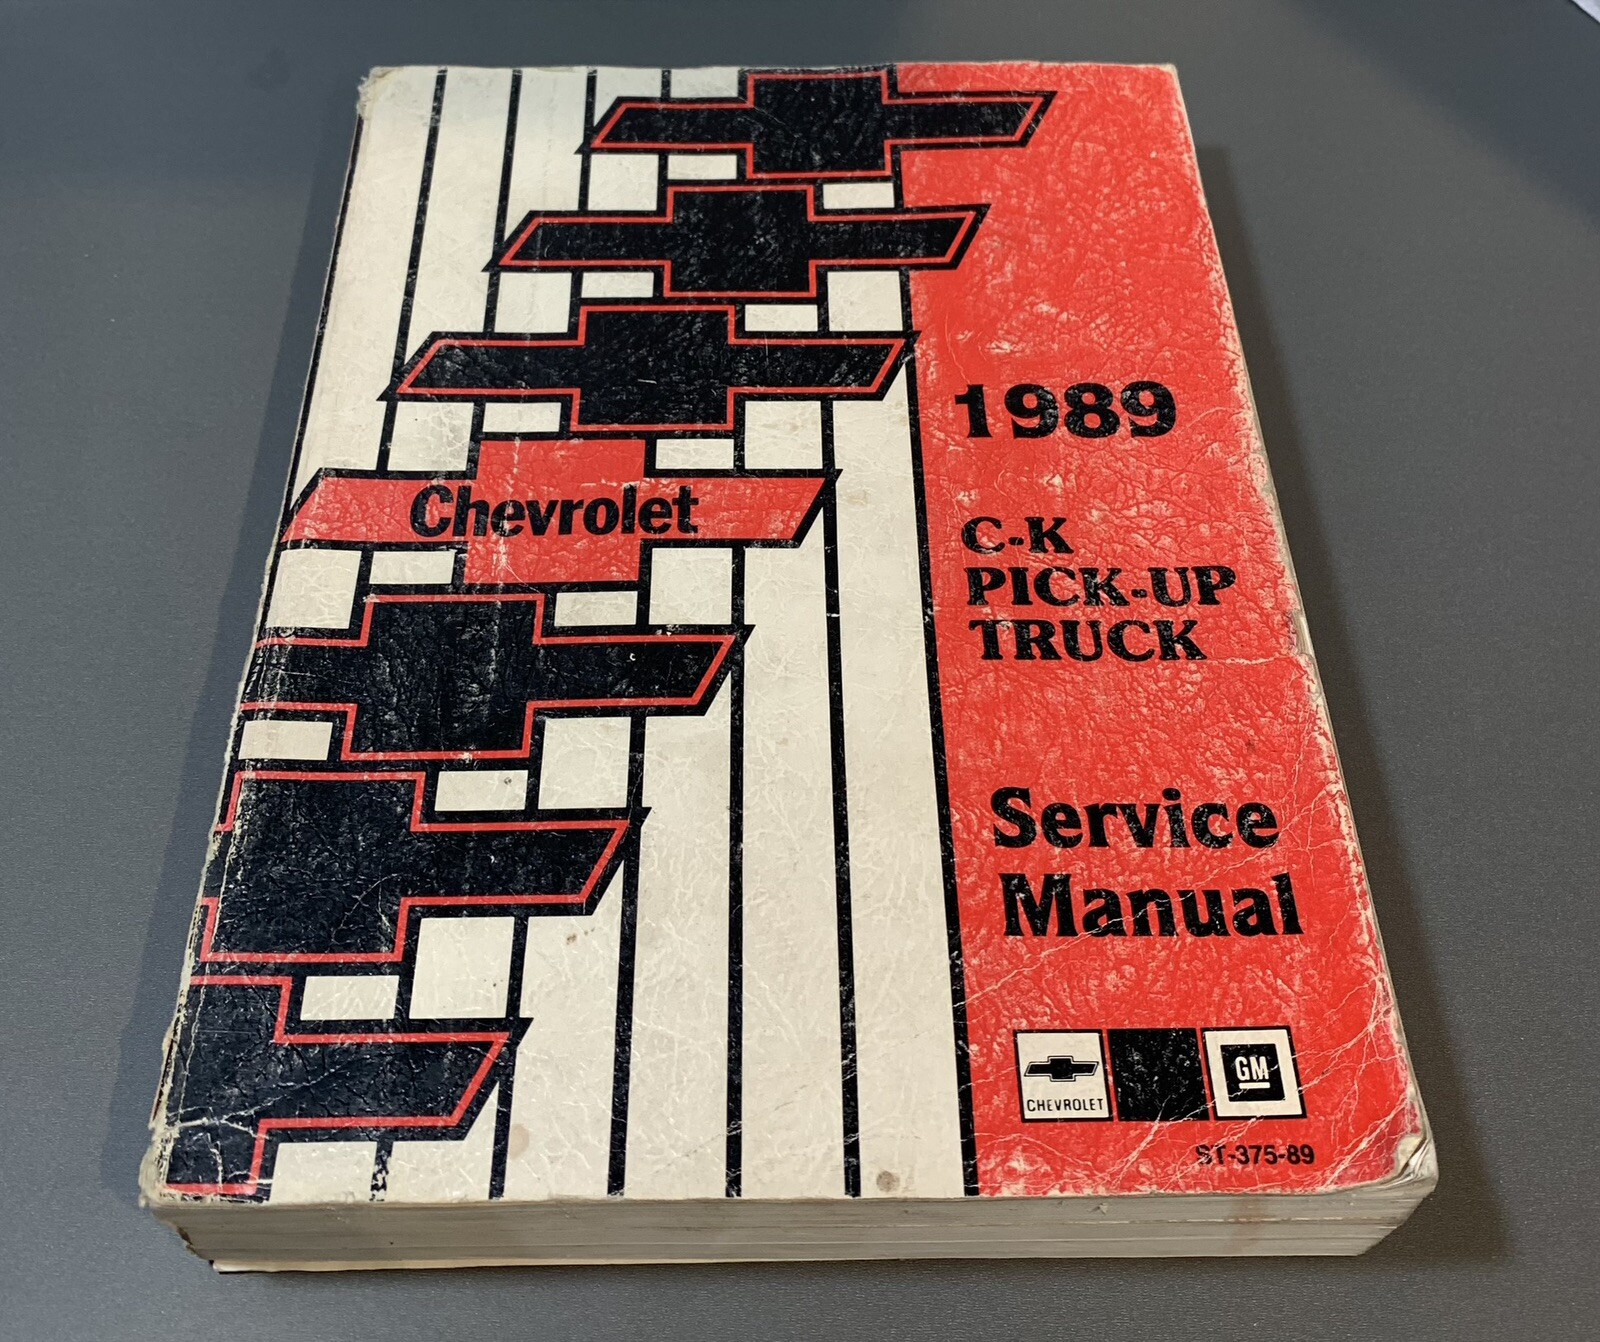 Chevrolet
1989
C-K
PICK-UP
TRUCK
Service
Manual
CHEVROLET
GM
ST-375-89